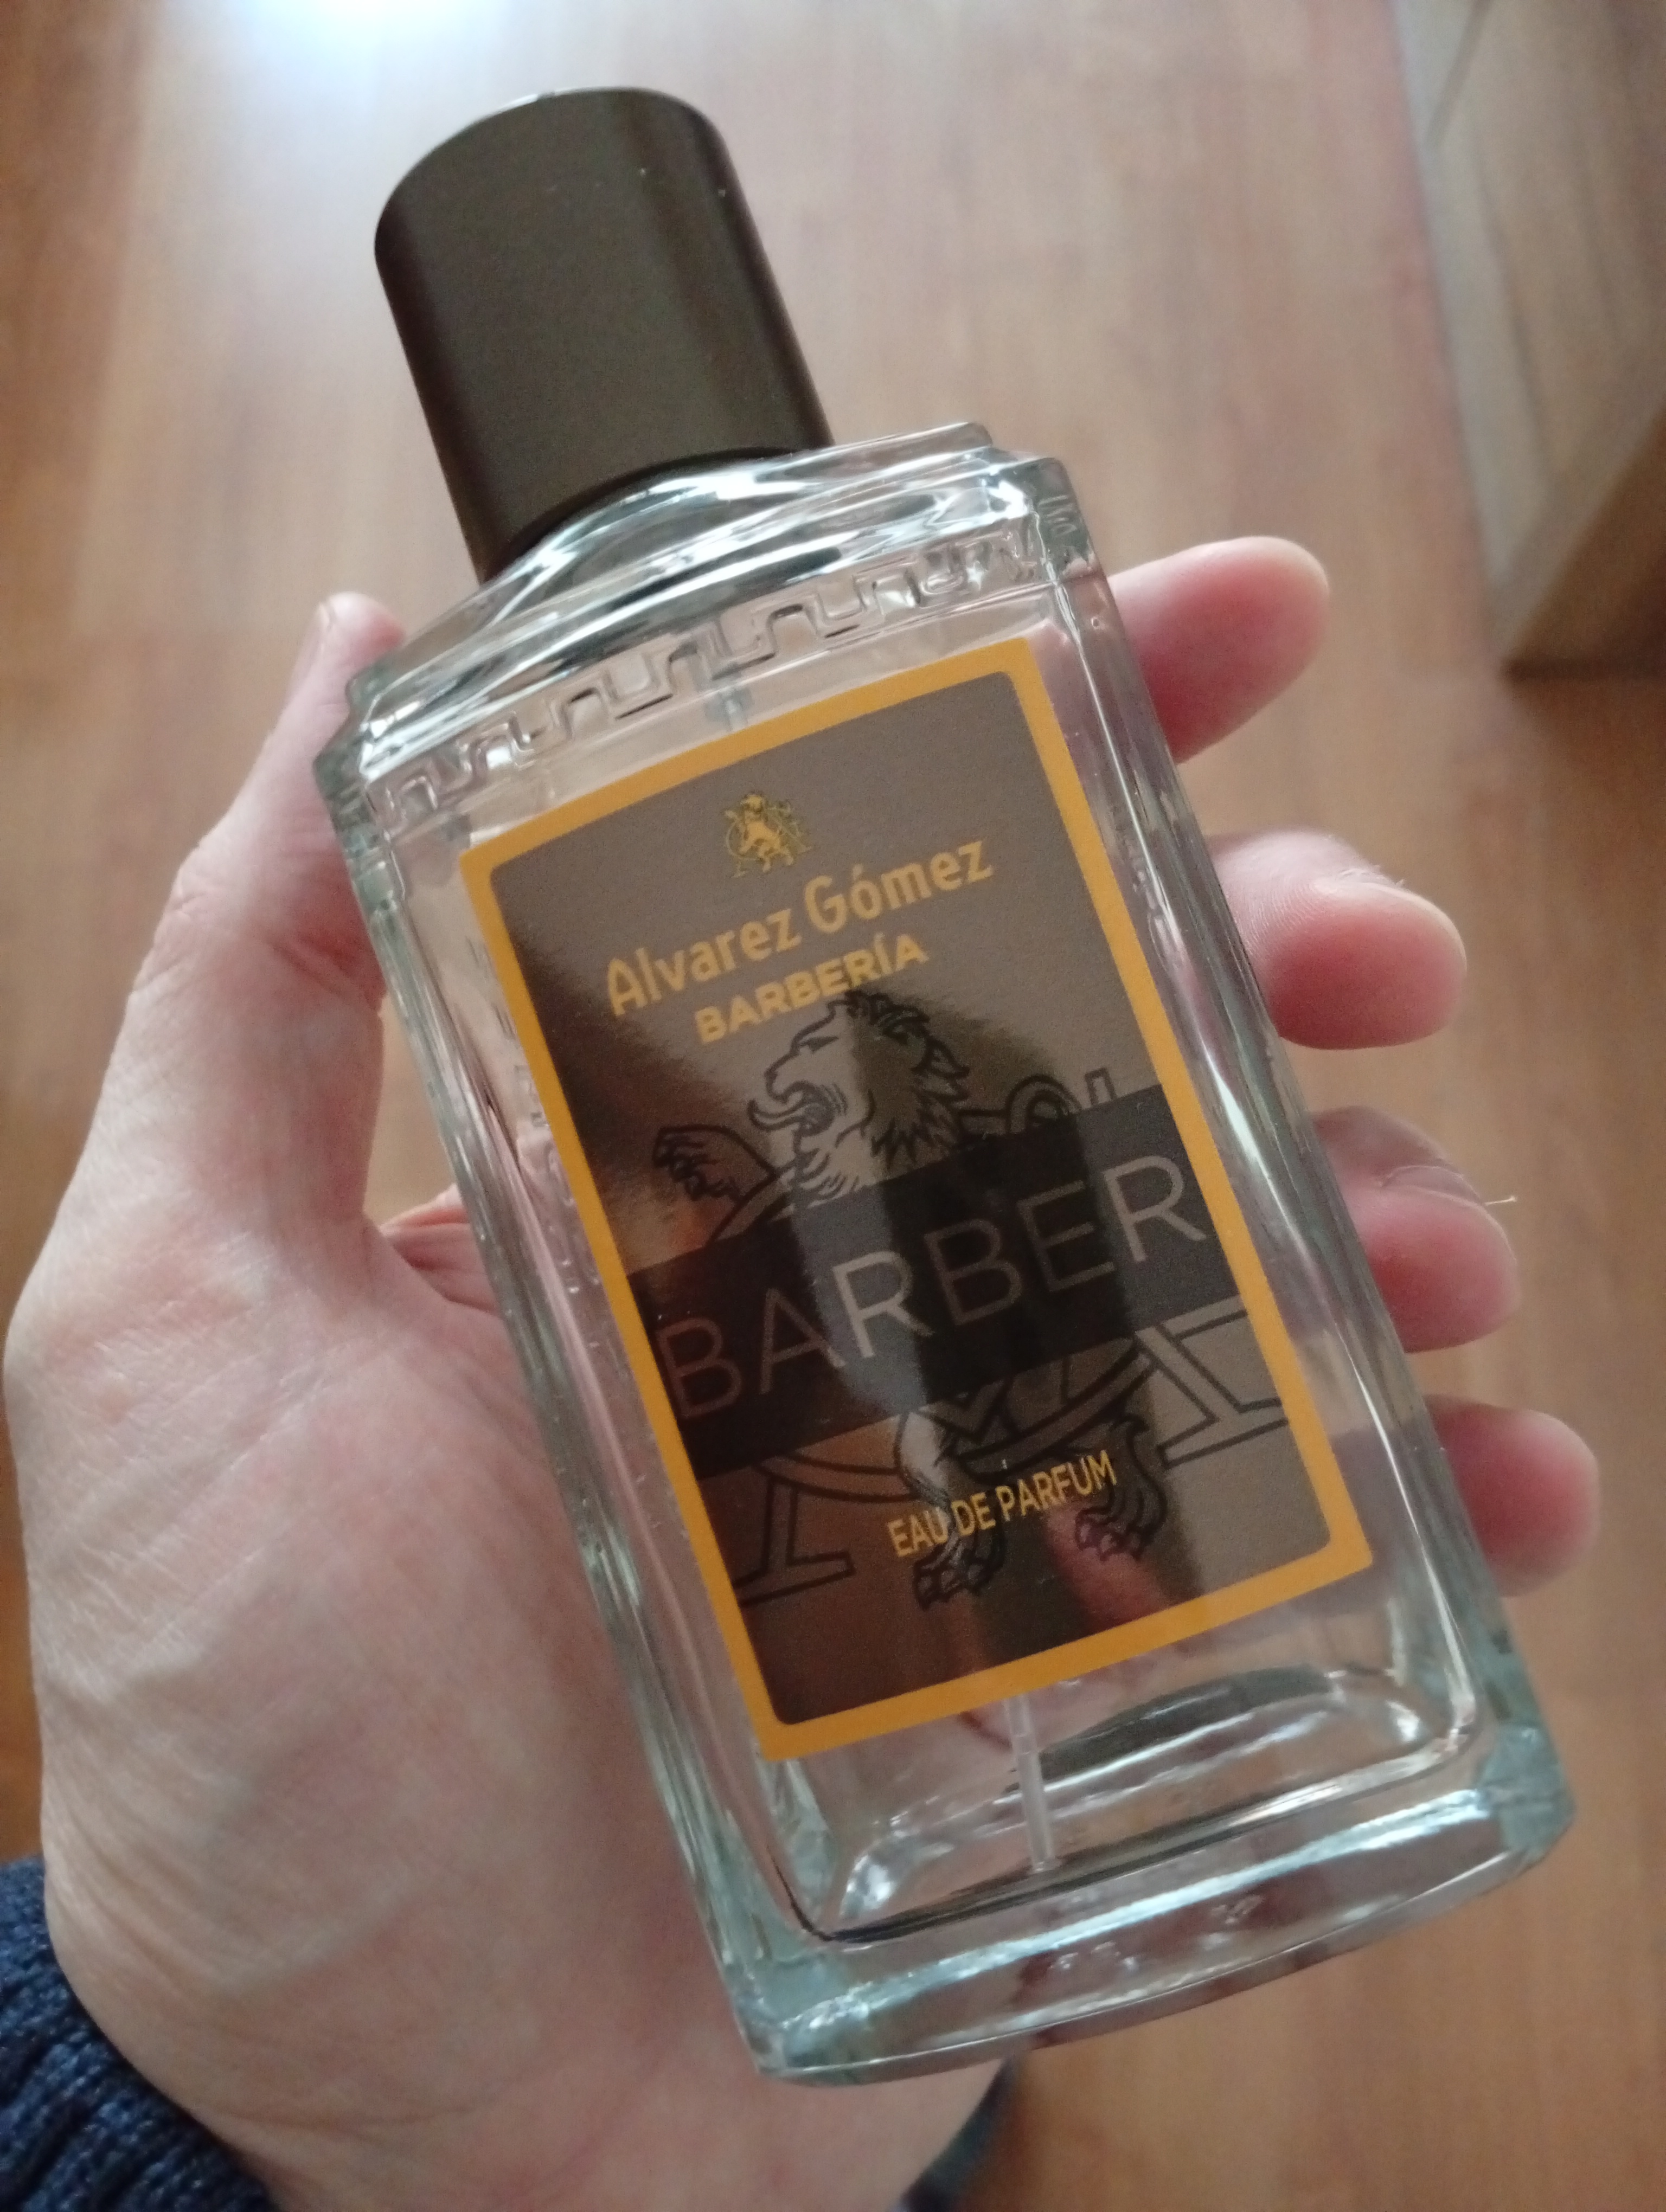 Alvarez Gómez
BARBERÍA
BARBER
EAU DE PARFUM